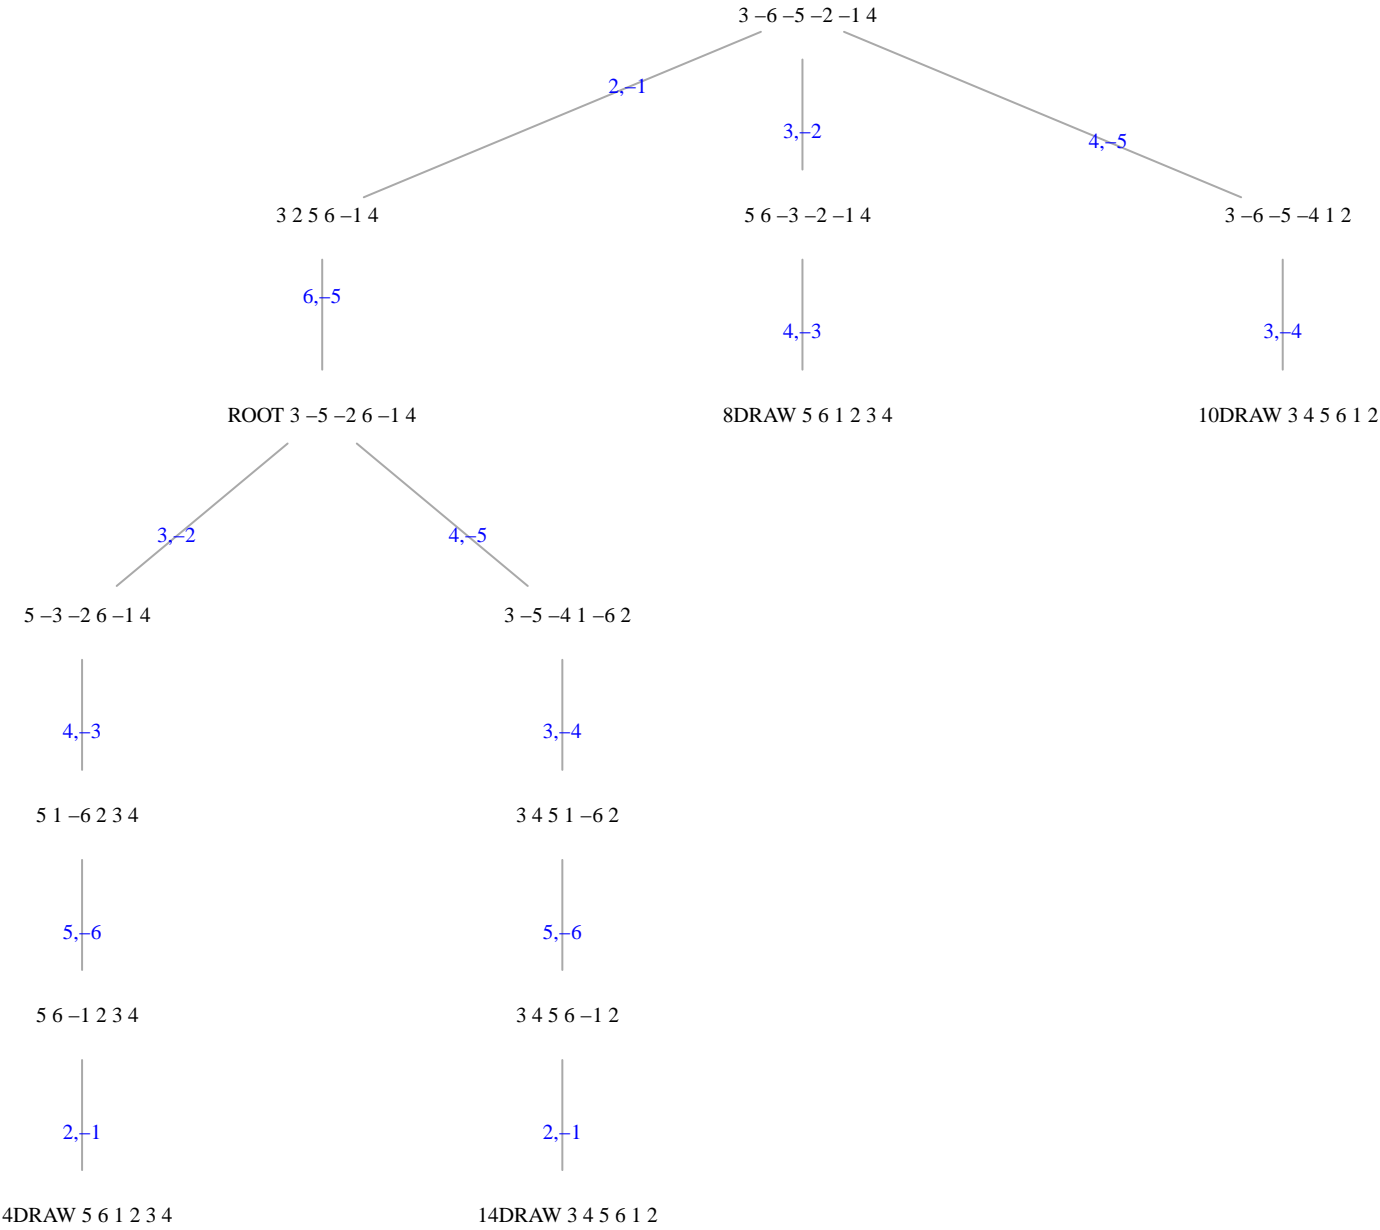 3 –6 –5 –2 –1 4
2,–1
3,–2
4,–5
3 2 5 6 –1 4
5 6 –3 –2 –1 4
3 –6 –5 –4 1 2
6,–5
4,–3
3,–4
ROOT 3 –5 –2 6 –1 4
8DRAW 5 6 1 2 3 4
10DRAW 3 4 5 6 1 2
3,–2
4,–5
5 –3 –2 6 –1 4
3 –5 –4 1 –6 2
4,–3
3,–4
5 1 –6 2 3 4
3 4 5 1 –6 2
5,–6
5,–6
5 6 –1 2 3 4
3 4 5 6 –1 2
2,–1
2,–1
4DRAW 5 6 1 2 3 4
14DRAW 3 4 5 6 1 2